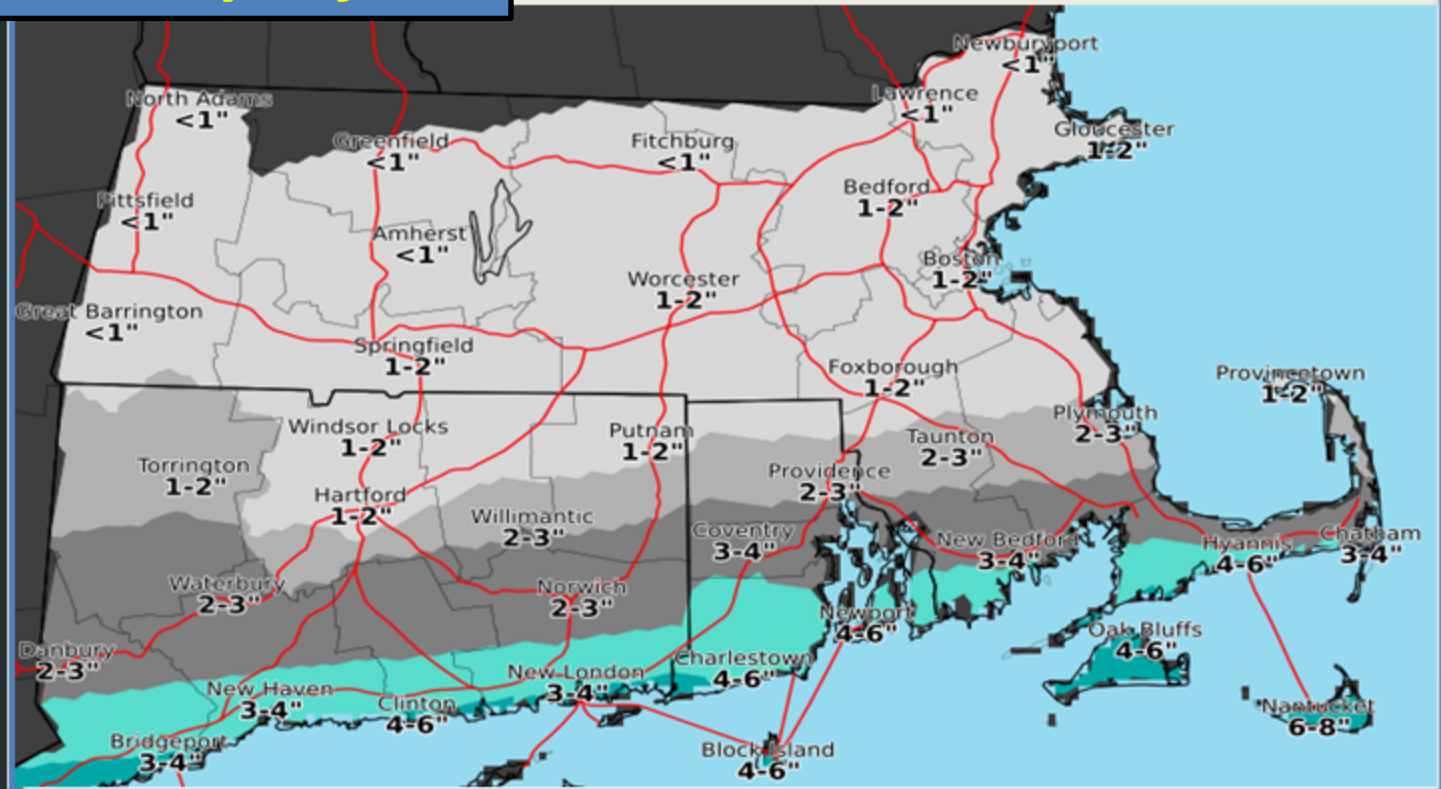 Newburyport
<1"
North Adams
<1"
Lawrence
<1"
Gloucester
1-2"
Greenfield
<1"
Fitchburg
<1"
Bedford
1-2"
Pittsfield
<1"
Amherst
<1"
Boston
1-2"
Worcester
1-2"
Great Barrington
<1"
Springfield
1-2"
Foxborough
1-2"
Provincetown
1-2"
Plymouth
2-3"
Windsor Locks
1-2"
Putnam
1-2"
Taunton
2-3"
Torrington
1-2"
Providence
2-3"
Hartford
1-2"
Willimantic
2-3"
Coventry
3-4"
New Bedford
3-4"
Hyannis
4-6"
Chatham
3-4"
Waterbury
2-3"
Norwich
2-3"
Newport
4-6"
Oak Bluffs
4-6"
Danbury
2-3"
New London
3-4"
Charlestown
4-6"
New Haven
3-4"
Clinton
4-6"
Nantucket
6-8"
Bridgeport
3-4"
Block Island
4-6"